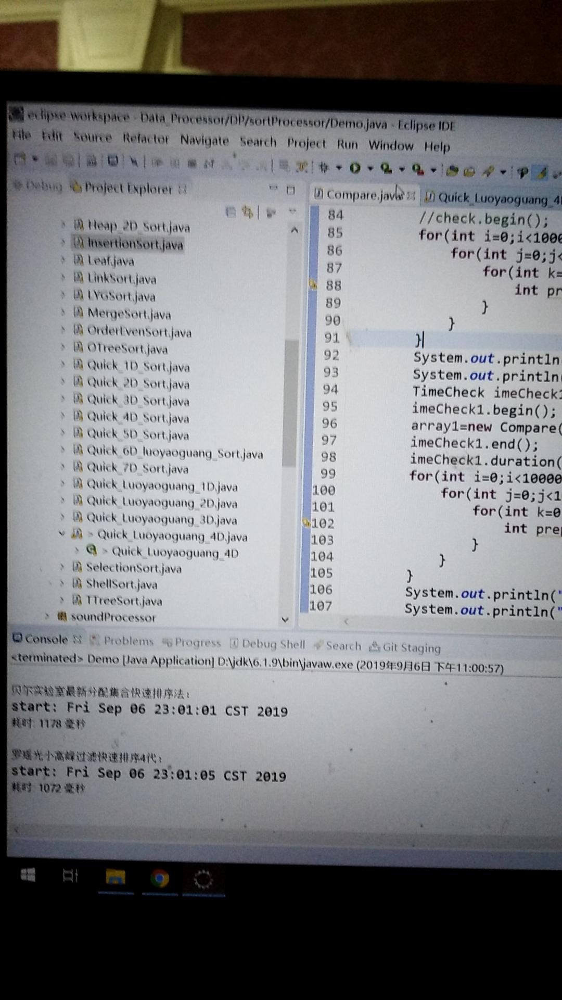 eclipse-workspace - Data_Processor/DP/sortProcessor/Demo.java - Eclipse IDE
File Edit Source Refactor Navigate Search Project Run Window Help
Debug Project Explorer
Heap_2D_Sort.java
InsertionSort.java
Leaf.java
LinkSort.java
LYGSort.java
MergeSort.java
OrderEvenSort.java
OTreeSort.java
Quick_1D_Sort.java
Quick_2D_Sort.java
Quick_3D_Sort.java
Quick_4D_Sort.java
Quick_5D_Sort.java
Quick_6D_luoyaoguang_Sort.java
Quick_7D_Sort.java
Quick_Luoyaoguang_1D.java
Quick_Luoyaoguang_2D.java
Quick_Luoyaoguang_3D.java
> Quick_Luoyaoguang_4D.java
> Quick_Luoyaoguang_4D
SelectionSort.java
ShellSort.java
TTreeSort.java
soundProcessor
Compare.java Quick_Luoyaoguang_4
84 //check.begin();
85 for(int i=0;i<1000
86 for(int j=0;j<
87 for(int k=
88 int pr
89 }
90 }
91 }
92 System.out.println
93 System.out.println(
94 TimeCheck imeCheck1
95 imeCheck1.begin();
96 array1=new Compare(
97 imeCheck1.end();
98 imeCheck1.duration(
99 for(int i=0;i<10000
100 for(int j=0;j<1
101 for(int k=0
102 int prep
103 }
104 }
105 }
106 System.out.println("
107 System.out.println("
Console Problems Progress Debug Shell Search Git Staging
<terminated> Demo [Java Application] D:\jdk\6.1.9\bin\javaw.exe (2019年9月6日 下午11:00:57)
贝尔实验室最新分配集合快速排序法：
start: Fri Sep 06 23:01:01 CST 2019
耗时: 1178 毫秒
罗瑶光小高峰过滤快速排序4代：
start: Fri Sep 06 23:01:05 CST 2019
耗时: 1072 毫秒